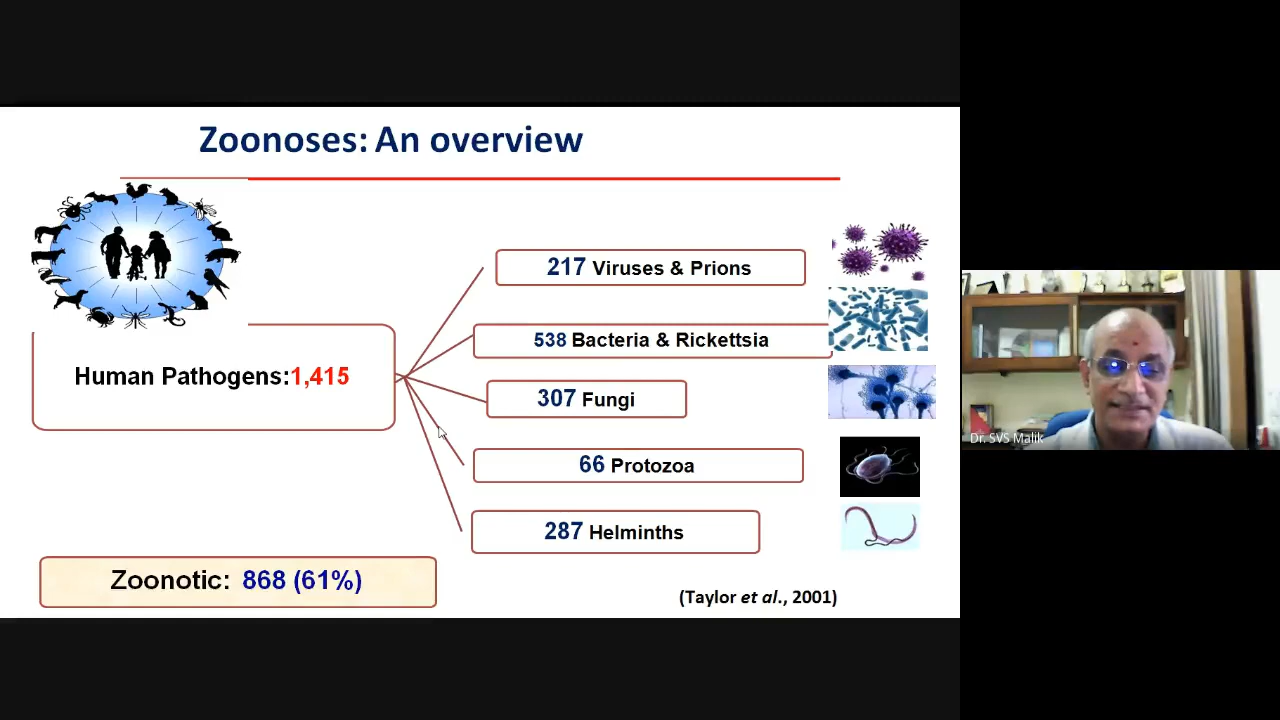 Zoonoses: An overview
217 Viruses & Prions
538 Bacteria & Rickettsia
Human Pathogens:1,415
307 Fungi
66 Protozoa
287 Helminths
Zoonotic: 868 (61%)
(Taylor et al., 2001)
Dr. SVS Malik